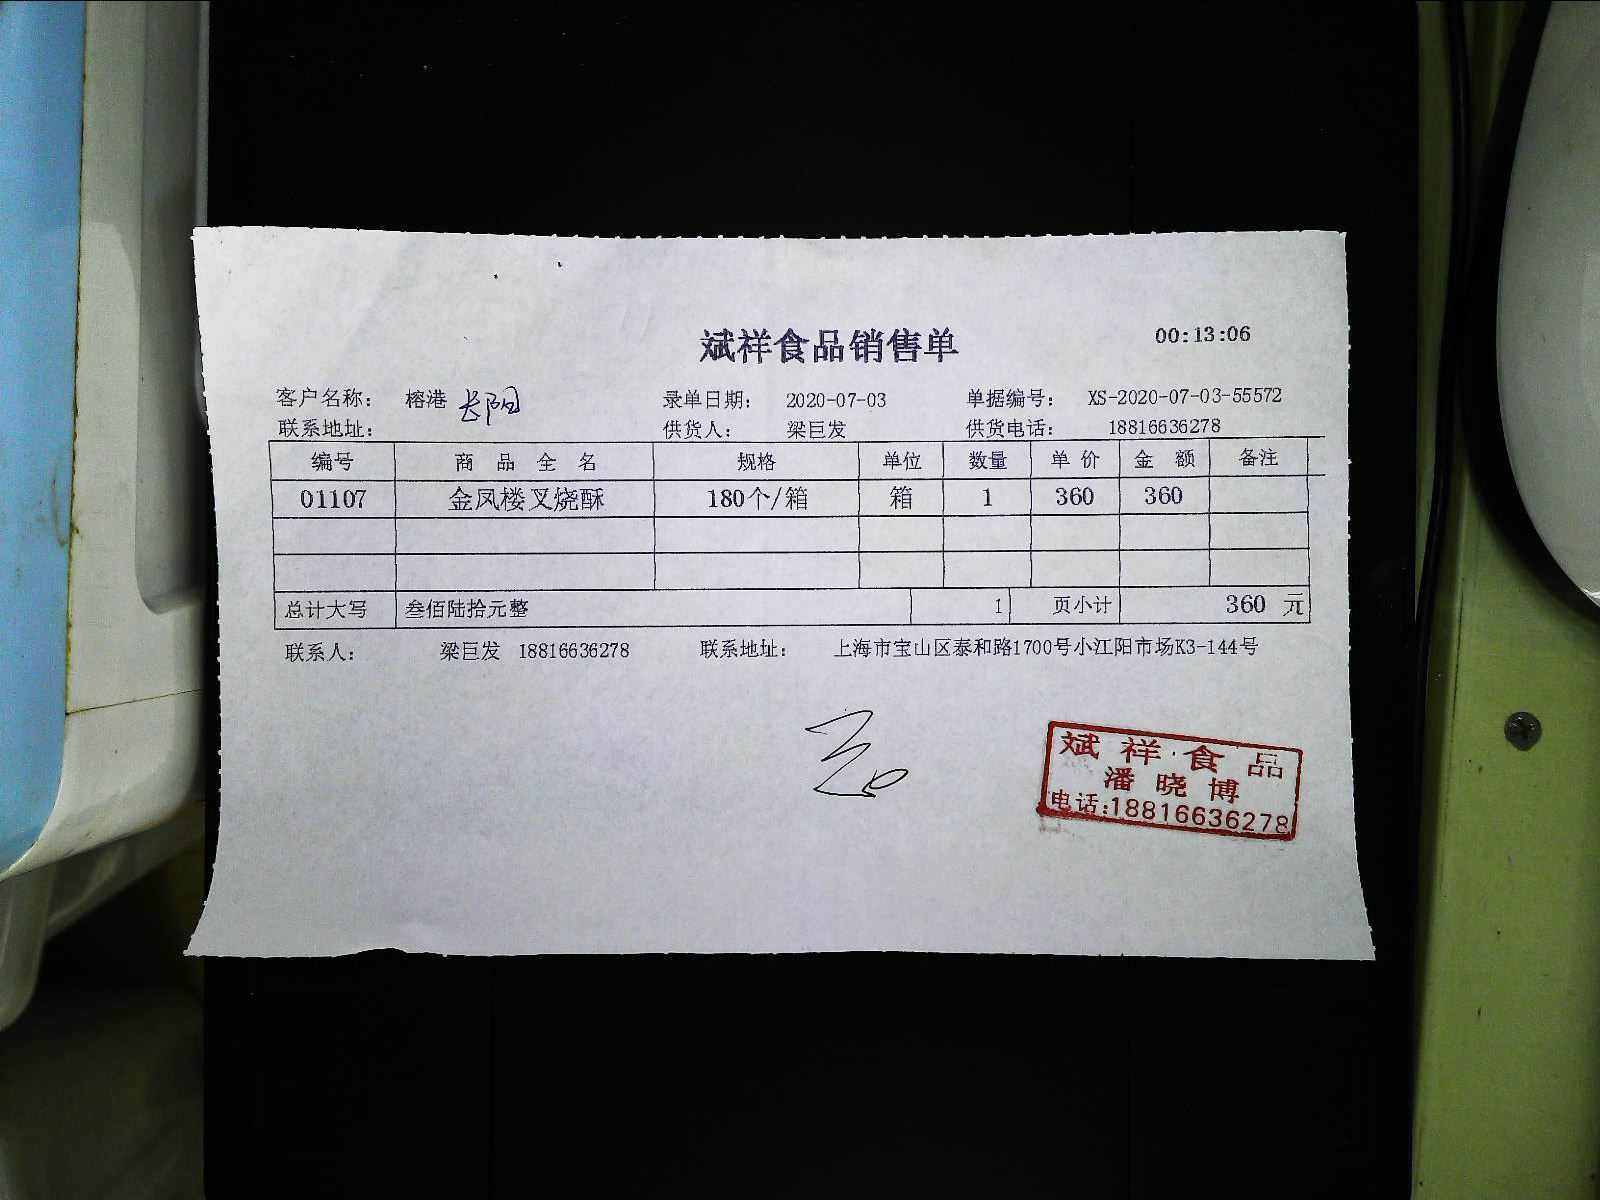 斌祥食品销售单 00:13:06
客户名称： 榕港 长阳 录单日期： 2020-07-03 单据编号： XS-2020-07-03-55572
联系地址： 供货人： 梁巨发 供货电话： 18816636278
编号 商品全名 规格 单位 数量 单价 金额 备注
01107 金凤楼叉烧酥 180个/箱 箱 1 360 360
总计大写 叁佰陆拾元整 1 页小计 360 元
联系人： 梁巨发 18816636278 联系地址： 上海市宝山区泰和路1700号小江阳市场K3-144号
斌祥食品
潘晓博
电话:18816636278